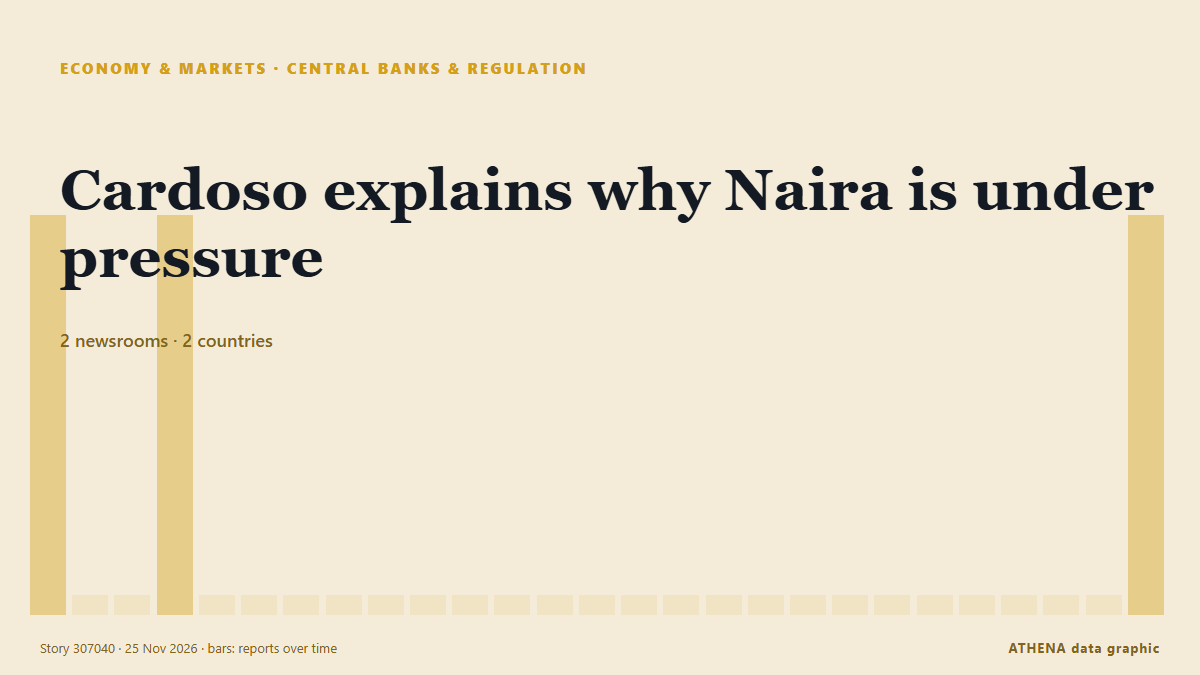 ECONOMY & MARKETS · CENTRAL BANKS & REGULATION
Cardoso explains why Naira is under
pressure
2 newsrooms · 2 countries
Story 307040 · 25 Nov 2026 · bars: reports over time
ATHENA data graphic